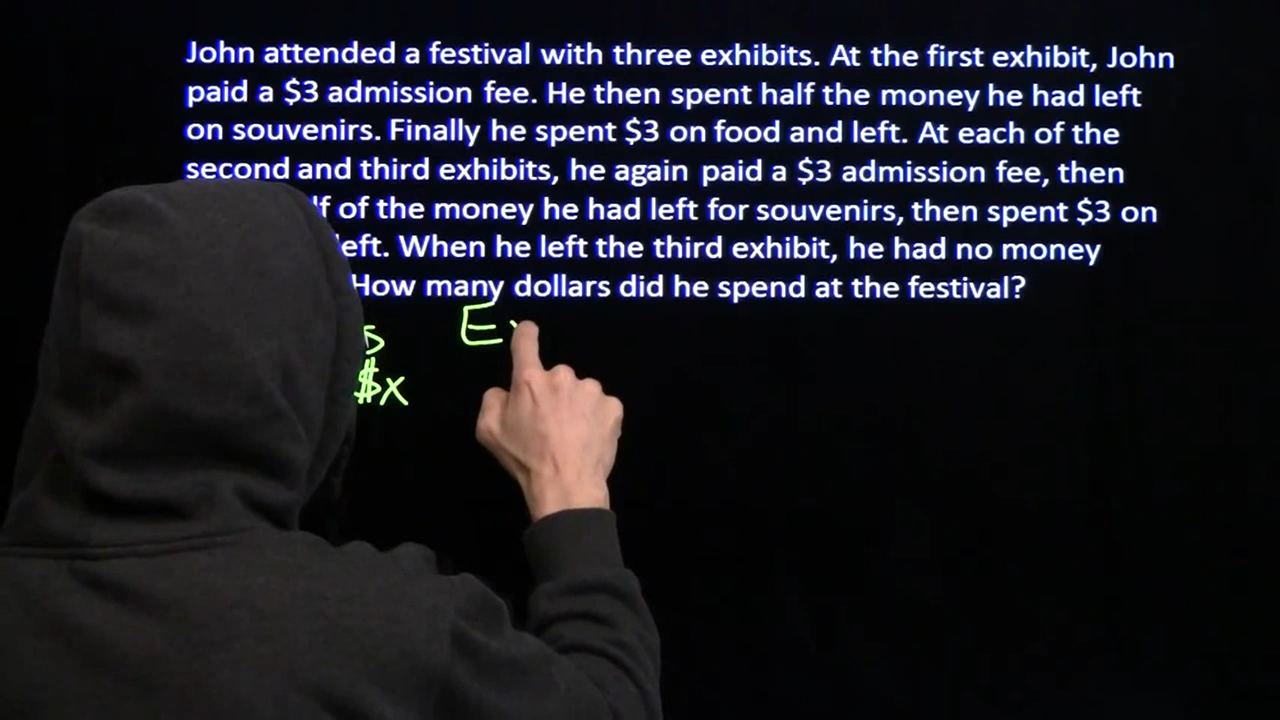 John attended a festival with three exhibits. At the first exhibit, John
paid a $3 admission fee. He then spent half the money he had left
on souvenirs. Finally he spent $3 on food and left. At each of the
second and third exhibits, he again paid a $3 admission fee, then
of the money he had left for souvenirs, then spent $3 on
left. When he left the third exhibit, he had no money
How many dollars did he spend at the festival?
$x